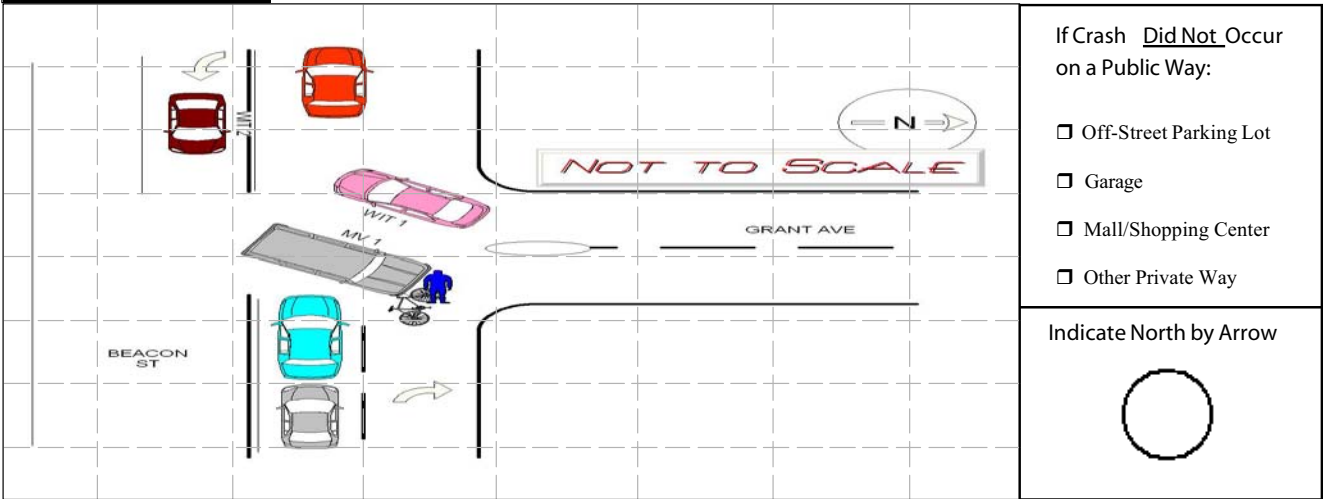 WIT 2
N
NOT TO SCALE
WIT 1
MV 1
GRANT AVE
BEACON
ST
If Crash Did Not Occur
on a Public Way:
Off-Street Parking Lot
Garage
Mall/Shopping Center
Other Private Way
Indicate North by Arrow